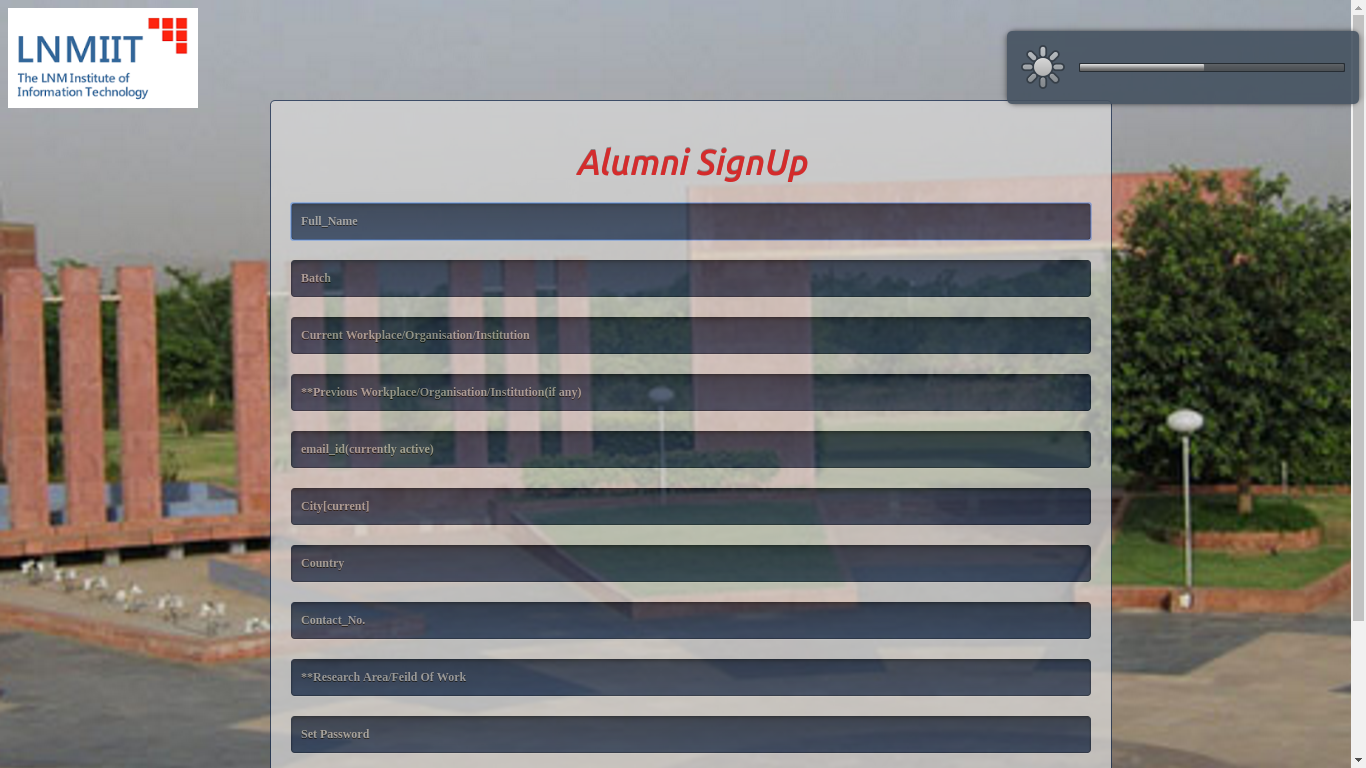 LNMIIT
The LNM Institute of
Information Technology
Alumni SignUp
Full_Name
Batch
Current Workplace/Organisation/Institution
**Previous Workplace/Organisation/Institution(if any)
email_id(currently active)
City[current]
Country
Contact_No.
**Research Area/Feild Of Work
Set Password